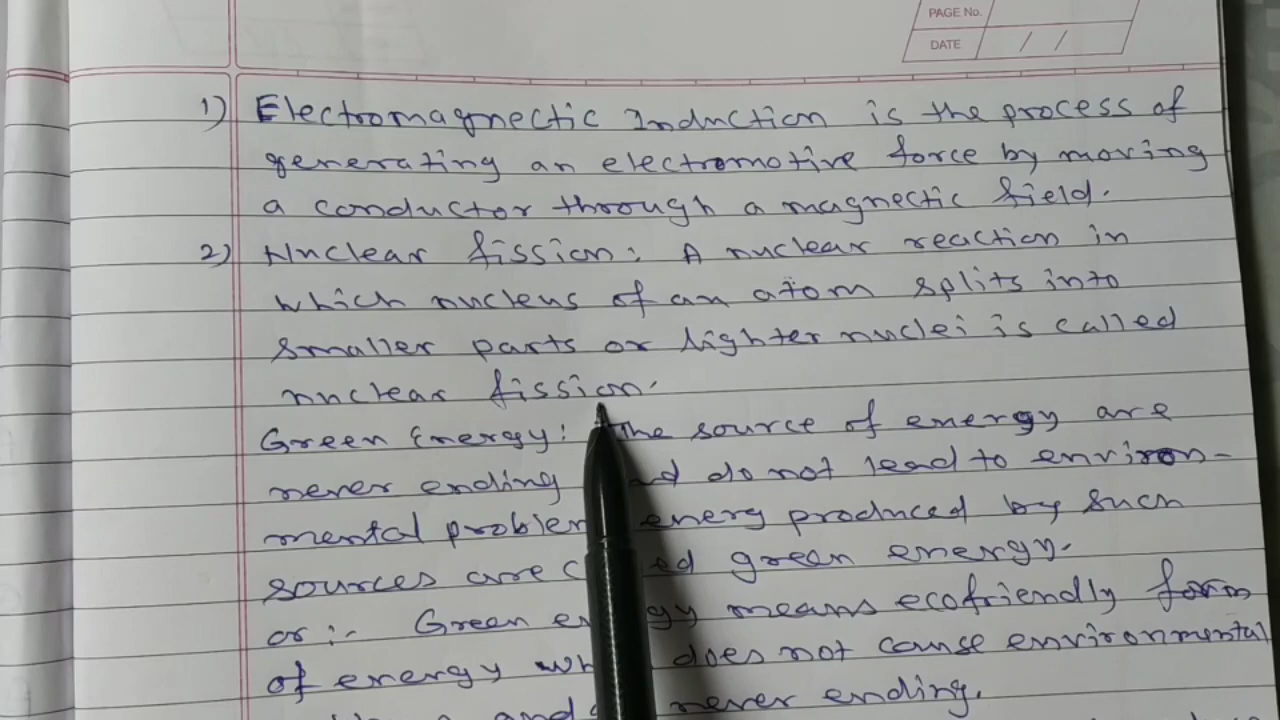 PAGE No.
DATE / /
1) Electromagnectic Induction is the process of
generating an electromotive force by moving
a conductor through a magnectic field.
2) Nuclear fission: A nuclear reaction in
which nucleus of an atom splits into
smaller parts or lighter nuclei is called
nuclear fission.
Green Energy: The source of energy are
never ending do not lead to environ-
mental energy produced by such
sources are green energy.
or:- Green means ecofriendly form
of energy does not cause environmental
and never ending.